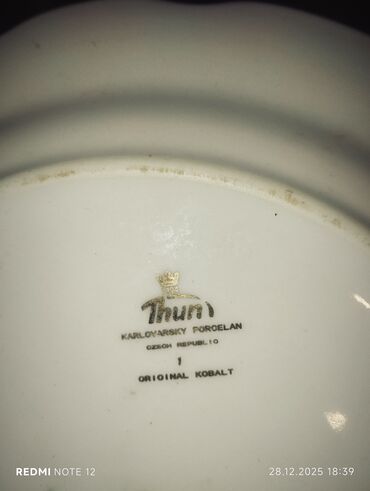 Thun
KARLOVARSKY PORCELAN
CZECH REPUBLIC
1
ORIGINAL KOBALT
REDMI NOTE 12
28.12.2025 18:39